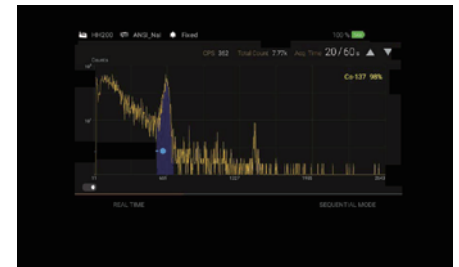 HH200 ANSI_NaI Fixed 100 %
CPS 362 Total Count 7.77k Acq. Time 20/60s
Counts
Cs-137 98%
REAL TIME SEQUENTIAL MODE